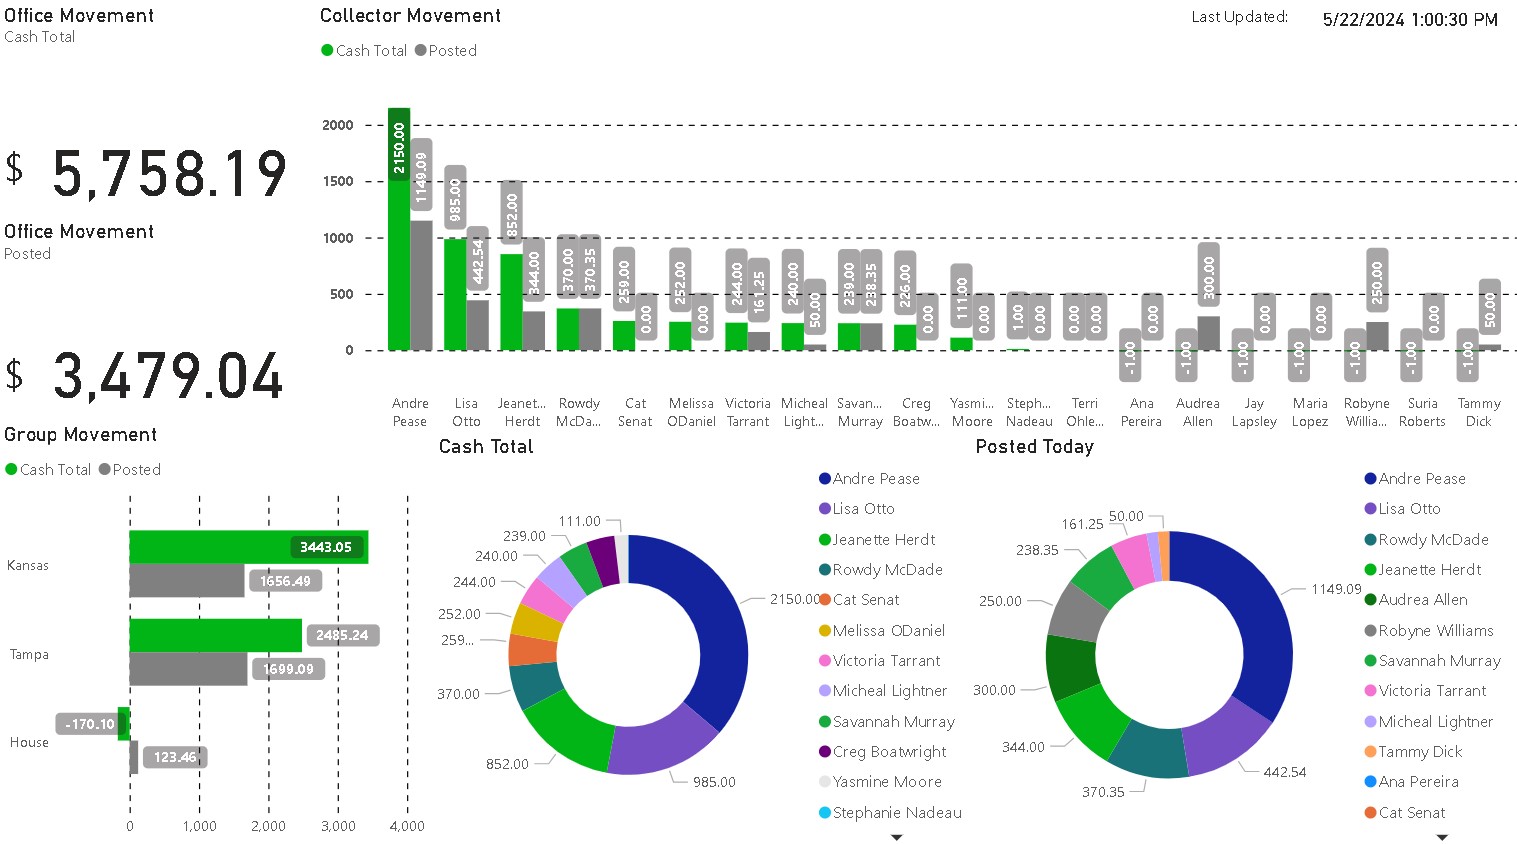 Office Movement
Cash Total
$ 5,758.19
Office Movement
Posted
$ 3,479.04
Collector Movement
Cash Total Posted
Last Updated: 5/22/2024 1:00:30 PM
2000
1500
1000
500
0
2150.00 1149.09 985.00 442.54 852.00 344.00 370.00 370.35 259.00 0.00 252.00 0.00 244.00 161.25 240.00 50.00 239.00 238.35 226.00 0.00 111.00 0.00 1.00 0.00 0.00 0.00 -1.00 0.00 -1.00 300.00 -1.00 0.00 -1.00 0.00 -1.00 250.00 -1.00 0.00 -1.00 50.00
Andre Lisa Jeanet... Rowdy Cat Melissa Victoria Micheal Savan... Creg Yasmi... Steph... Terri Ana Audrea Jay Maria Robyne Suria Tammy
Pease Otto Herdt McDa... Senat ODaniel Tarrant Light... Murray Boatw... Moore Nadeau Ohle... Pereira Allen Lapsley Lopez Willia... Roberts Dick
Group Movement
Cash Total Posted
Kansas
3443.05
1656.49
Tampa
2485.24
1699.09
House
-170.10
123.46
0 1,000 2,000 3,000 4,000
Cash Total
111.00
239.00
240.00
244.00
252.00
259...
370.00
852.00
985.00
2150.00
Andre Pease
Lisa Otto
Jeanette Herdt
Rowdy McDade
Cat Senat
Melissa ODaniel
Victoria Tarrant
Micheal Lightner
Savannah Murray
Creg Boatwright
Yasmine Moore
Stephanie Nadeau
Posted Today
50.00
161.25
238.35
250.00
300.00
344.00
370.35
442.54
1149.09
Andre Pease
Lisa Otto
Rowdy McDade
Jeanette Herdt
Audrea Allen
Robyne Williams
Savannah Murray
Victoria Tarrant
Micheal Lightner
Tammy Dick
Ana Pereira
Cat Senat